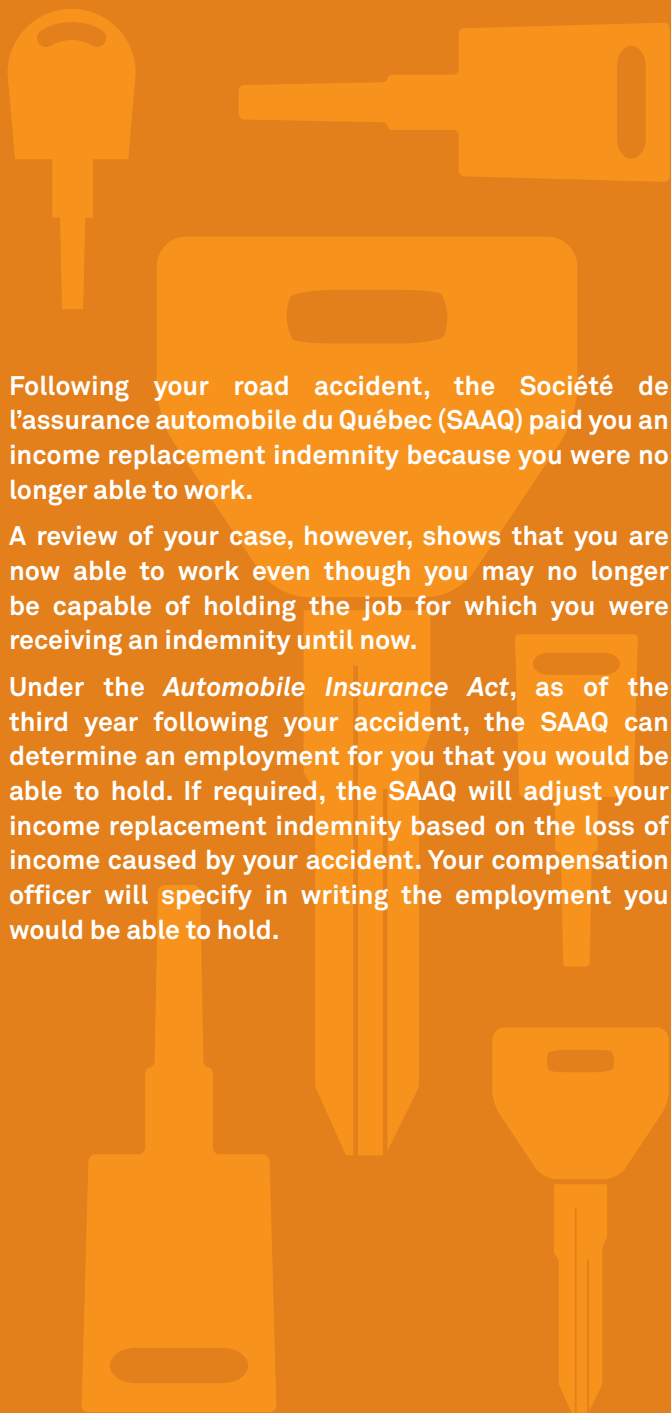 Following your road accident, the Société de
l’assurance automobile du Québec (SAAQ) paid you an
income replacement indemnity because you were no
longer able to work.
A review of your case, however, shows that you are
now able to work even though you may no longer
be capable of holding the job for which you were
receiving an indemnity until now.
Under the Automobile Insurance Act, as of the
third year following your accident, the SAAQ can
determine an employment for you that you would be
able to hold. If required, the SAAQ will adjust your
income replacement indemnity based on the loss of
income caused by your accident. Your compensation
officer will specify in writing the employment you
would be able to hold.